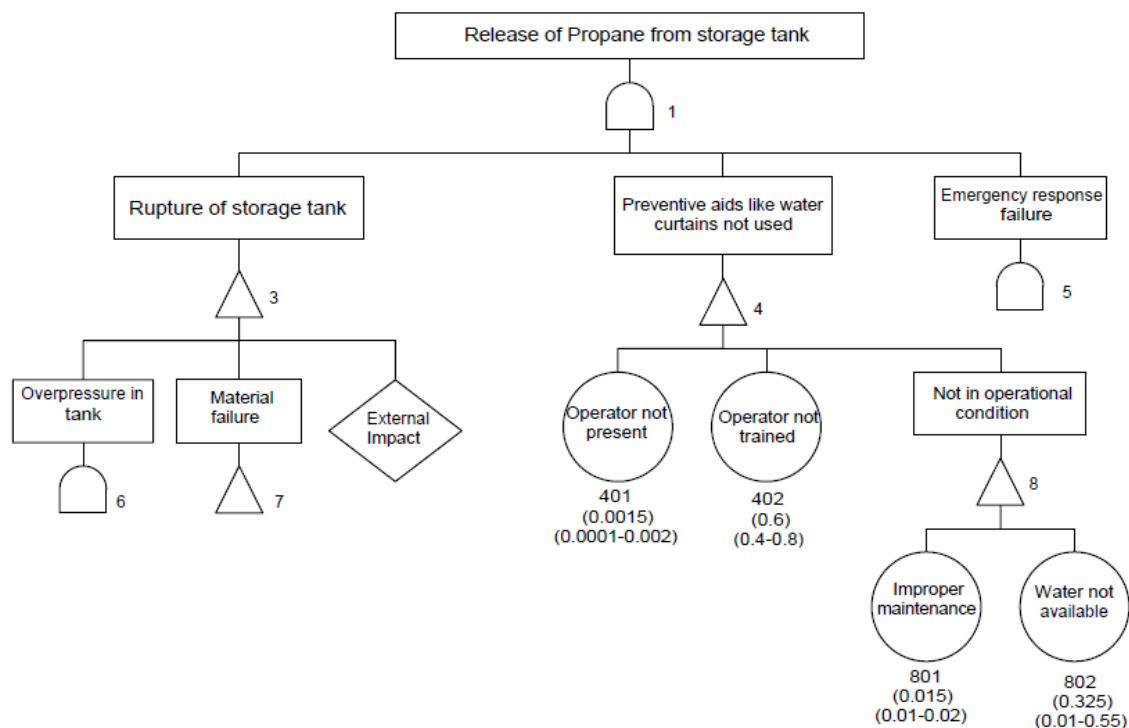 Release of Propane from storage tank
1
Rupture of storage tank
Preventive aids like water
curtains not used
Emergency response
failure
3
4
5
Overpressure in
tank
Material
failure
External
Impact
Operator not
present
Operator not
trained
Not in operational
condition
6
7
401
(0.0015)
(0.0001-0.002)
402
(0.6)
(0.4-0.8)
8
Improper
maintenance
Water not
available
801
(0.015)
(0.01-0.02)
802
(0.325)
(0.01-0.55)